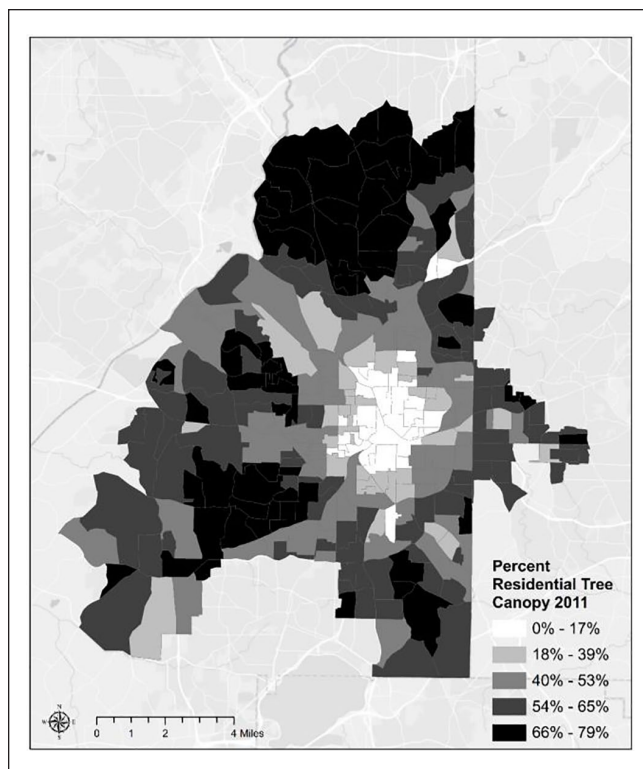 Percent
Residential Tree
Canopy 2011
0% - 17%
18% - 39%
40% - 53%
54% - 65%
66% - 79%
N
W E
S
0 1 2 4 Miles